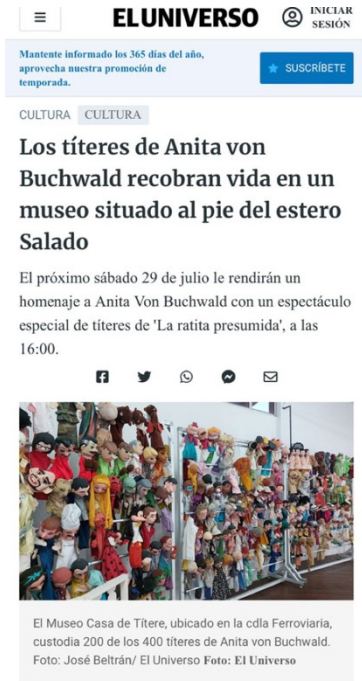 EL UNIVERSO
INICIAR
SESIÓN
Mantente informado los 365 días del año,
aprovecha nuestra promoción de
temporada.
SUSCRÍBETE
CULTURA CULTURA
Los títeres de Anita von
Buchwald recobran vida en un
museo situado al pie del estero
Salado
El próximo sábado 29 de julio le rendirán un
homenaje a Anita Von Buchwald con un espectáculo
especial de títeres de 'La ratita presumida', a las
16:00.
El Museo Casa de Títere, ubicado en la cdla Ferroviaria,
custodia 200 de los 400 títeres de Anita von Buchwald.
Foto: José Beltrán/ El Universo Foto: El Universo